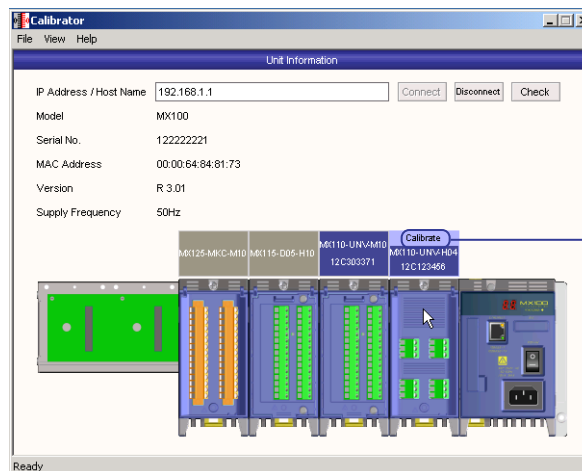 Calibrator
File View Help
Unit Information
IP Address / Host Name 192.168.1.1 Connect Disconnect Check
Model MX100
Serial No. 122222221
MAC Address 00:00:64:84:81:73
Version R 3.01
Supply Frequency 50Hz
Calibrate
MX125-MKC-M10 MX115-D05-H10 MX110-UNV-M10 MX110-UNV-H04
12C303371 12C123456
MX100
Ready